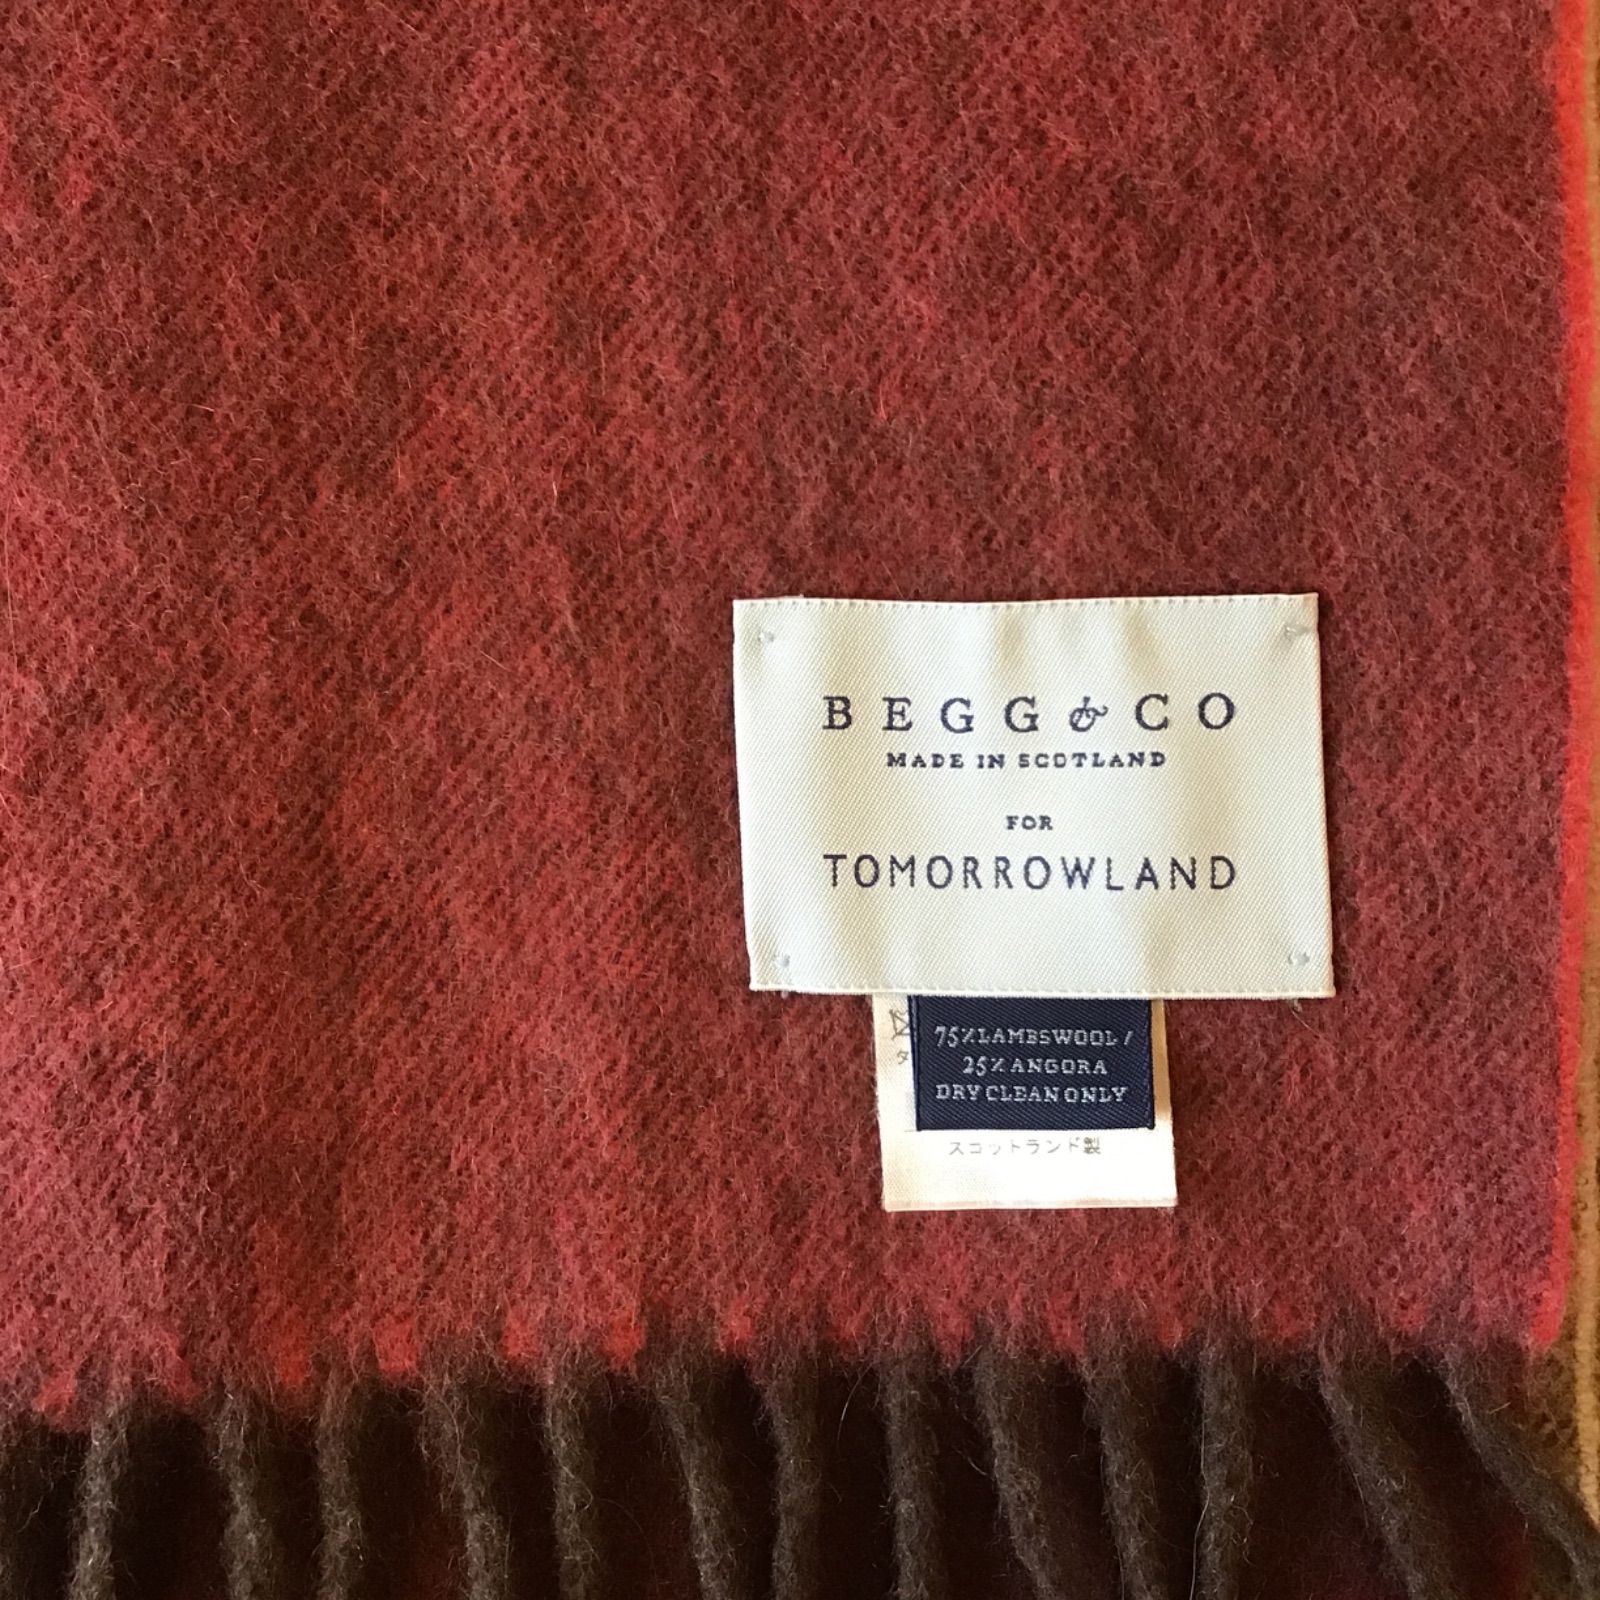 BEGG & CO
MADE IN SCOTLAND
FOR
TOMORROWLAND
75% LAMBSWOOL /
25% ANGORA
DRY CLEAN ONLY
スコットランド製